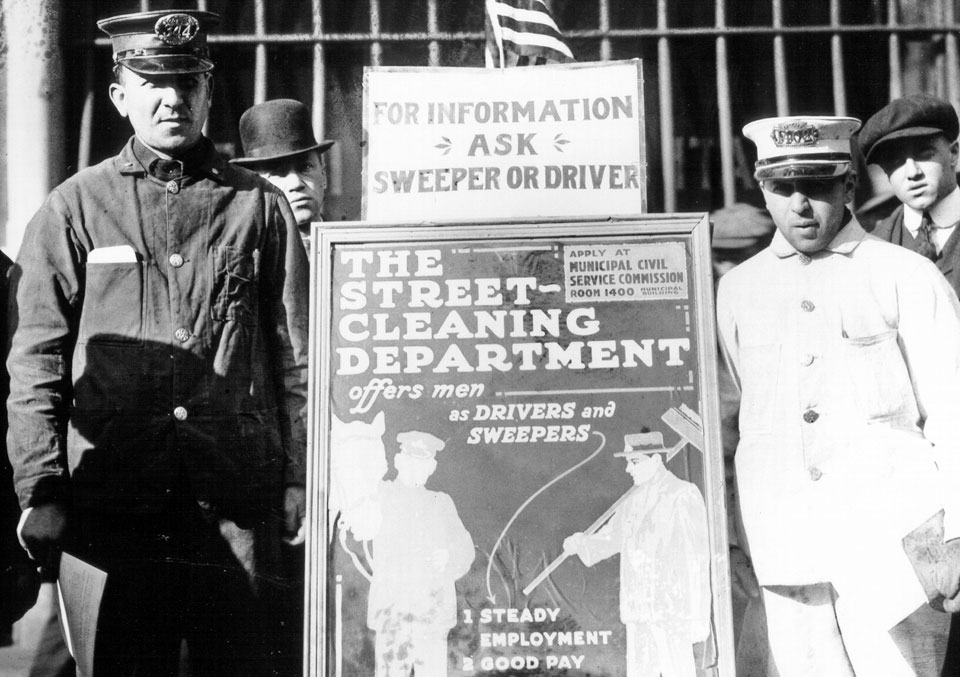 FOR INFORMATION
ASK
SWEEPER OR DRIVER
THE
STREET-
CLEANING
DEPARTMENT
APPLY AT
MUNICIPAL CIVIL
SERVICE COMMISSION
ROOM 1400 MUNICIPAL
BUILDING
offers men
as DRIVERS and
SWEEPERS
1 STEADY
EMPLOYMENT
2 GOOD PAY